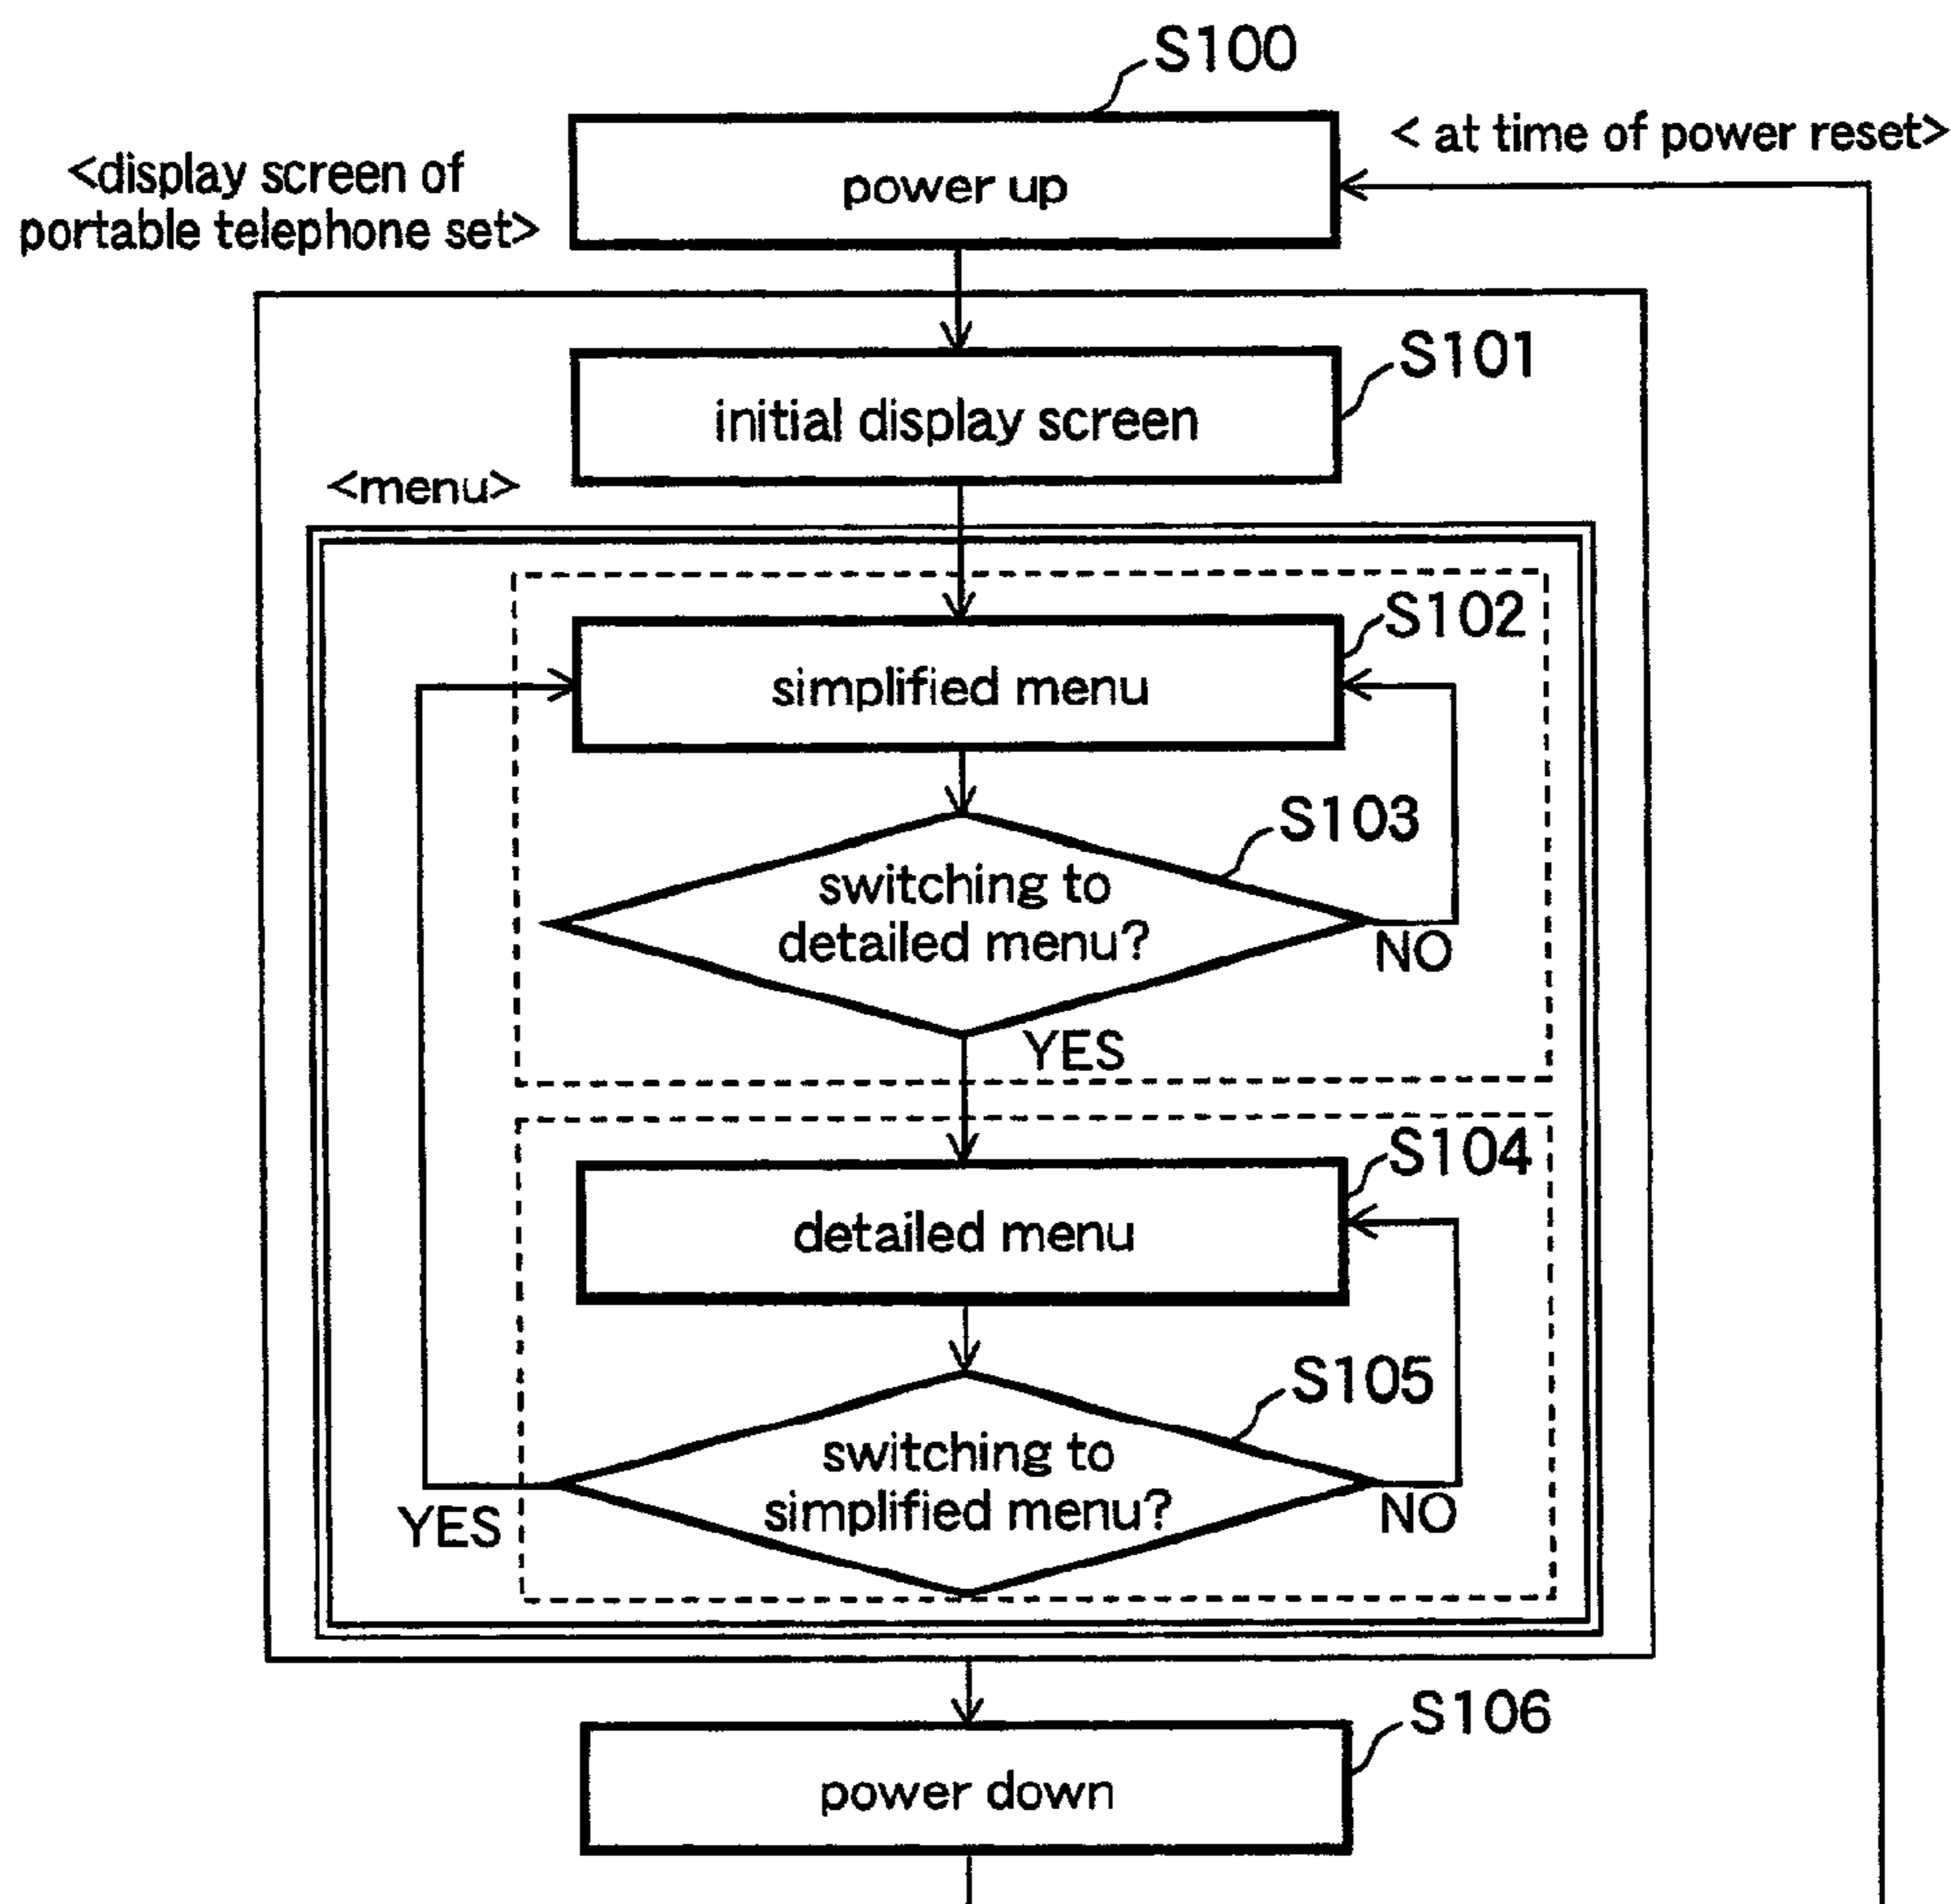 S100
< at time of power reset>
<display screen of
portable telephone set>
power up
S101
initial display screen
<menu>
S102
simplified menu
S103
switching to
detailed menu?
NO
YES
S104
detailed menu
S105
switching to
simplified menu?
YES
NO
S106
power down